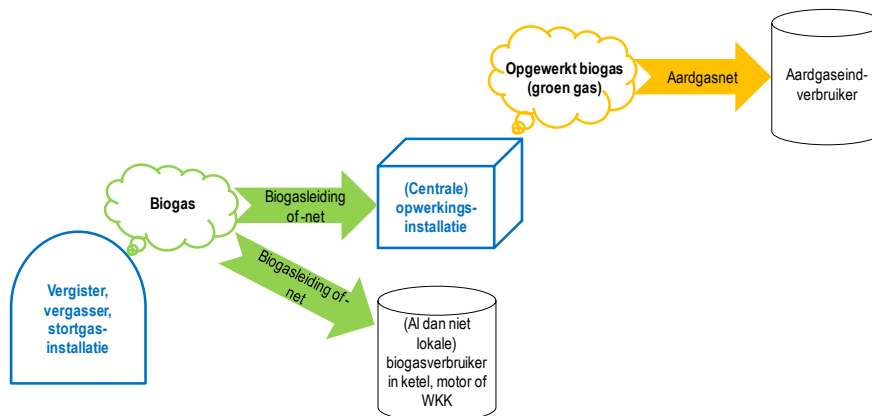 Opgewerkt biogas
(groen gas)
Aardgasnet
Aardgaseind-
verbruiker
Biogas
Biogasleiding
of -net
(Centrale)
opwerkings-
installatie
Biogasleiding of -
net
Vergister,
vergasser,
stortgas-
installatie
(Al dan niet
lokale)
biogasverbruiker
in ketel, motor of
WKK